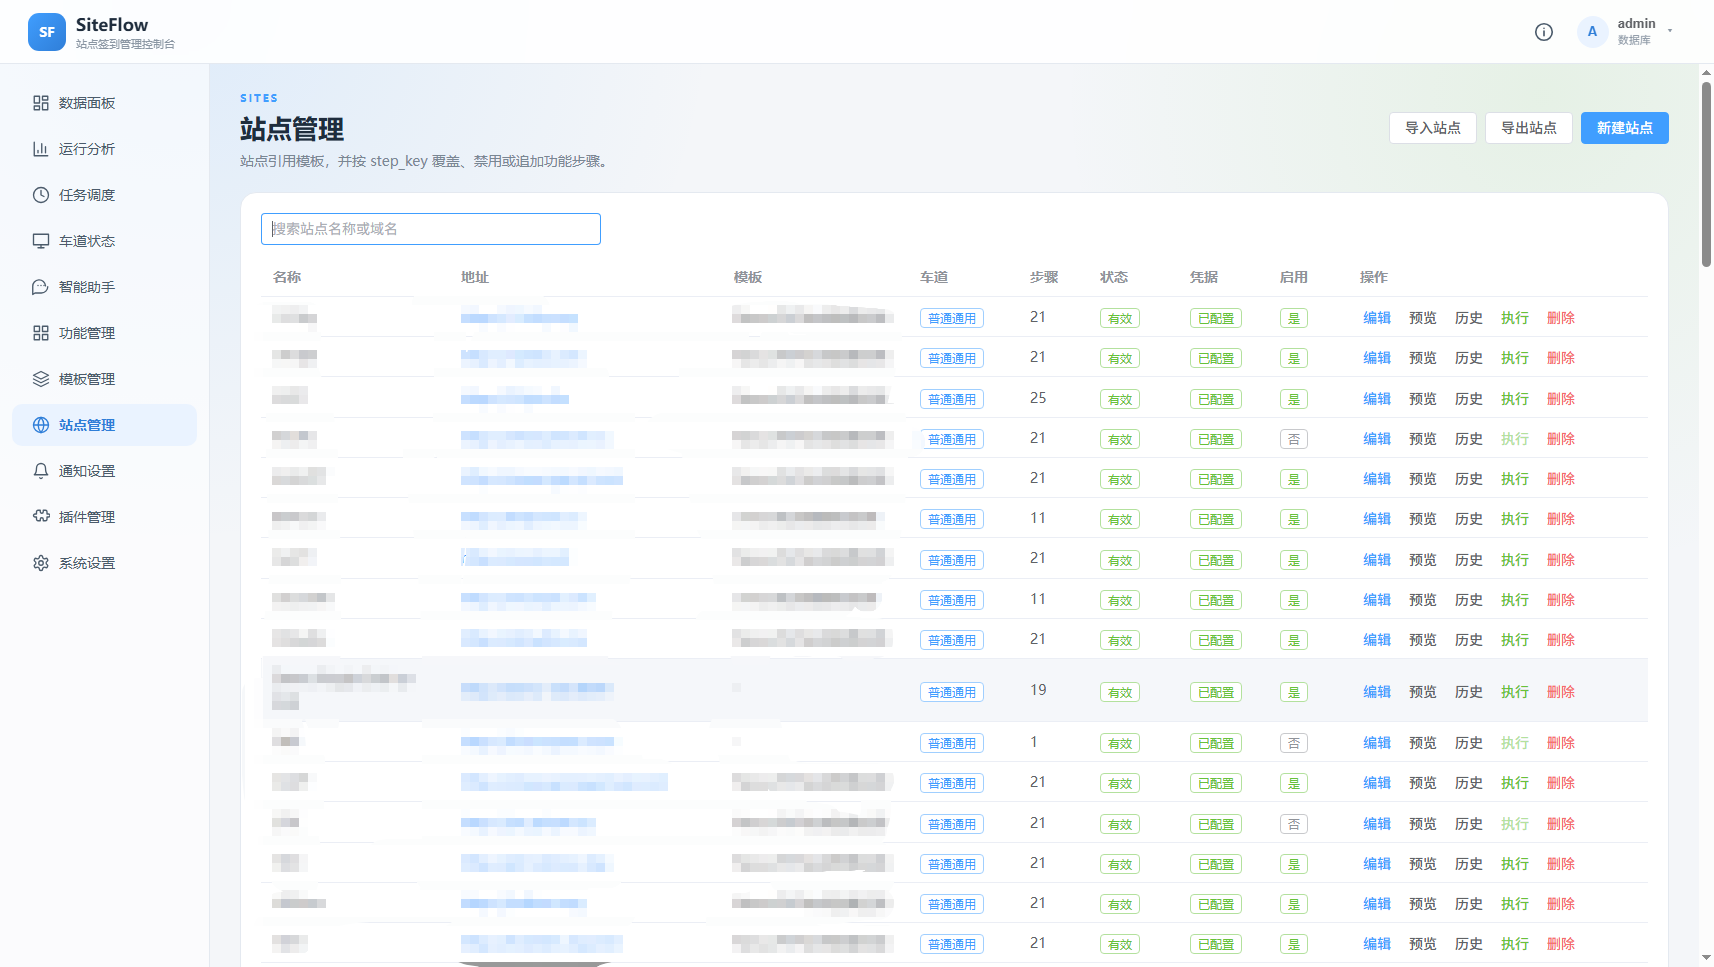 SF
SiteFlow
站点签到管理控制台
A
admin
数据库
数据面板
运行分析
任务调度
车道状态
智能助手
功能管理
模板管理
站点管理
通知设置
插件管理
系统设置
SITES
站点管理
站点引用模板，并按 step_key 覆盖、禁用或追加功能步骤。
导入站点 导出站点 新建站点
搜索站点名称或域名
名称 地址 模板 车道 步骤 状态 凭据 启用 操作
普通通用 21 有效 已配置 是 编辑 预览 历史 执行 删除
普通通用 21 有效 已配置 是 编辑 预览 历史 执行 删除
普通通用 25 有效 已配置 是 编辑 预览 历史 执行 删除
普通通用 21 有效 已配置 否 编辑 预览 历史 执行 删除
普通通用 21 有效 已配置 是 编辑 预览 历史 执行 删除
普通通用 11 有效 已配置 是 编辑 预览 历史 执行 删除
普通通用 21 有效 已配置 是 编辑 预览 历史 执行 删除
普通通用 11 有效 已配置 是 编辑 预览 历史 执行 删除
普通通用 21 有效 已配置 是 编辑 预览 历史 执行 删除
普通通用 19 有效 已配置 是 编辑 预览 历史 执行 删除
普通通用 1 有效 已配置 否 编辑 预览 历史 执行 删除
普通通用 21 有效 已配置 是 编辑 预览 历史 执行 删除
普通通用 21 有效 已配置 否 编辑 预览 历史 执行 删除
普通通用 21 有效 已配置 是 编辑 预览 历史 执行 删除
普通通用 21 有效 已配置 是 编辑 预览 历史 执行 删除
普通通用 21 有效 已配置 是 编辑 预览 历史 执行 删除